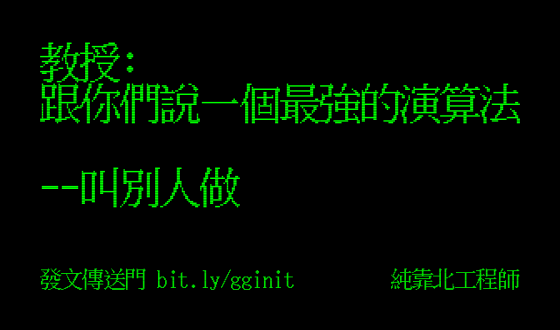 教授:
跟你們說一個最強的演算法
--叫別人做
發文傳送門 bit.ly/gginit
純靠北工程師